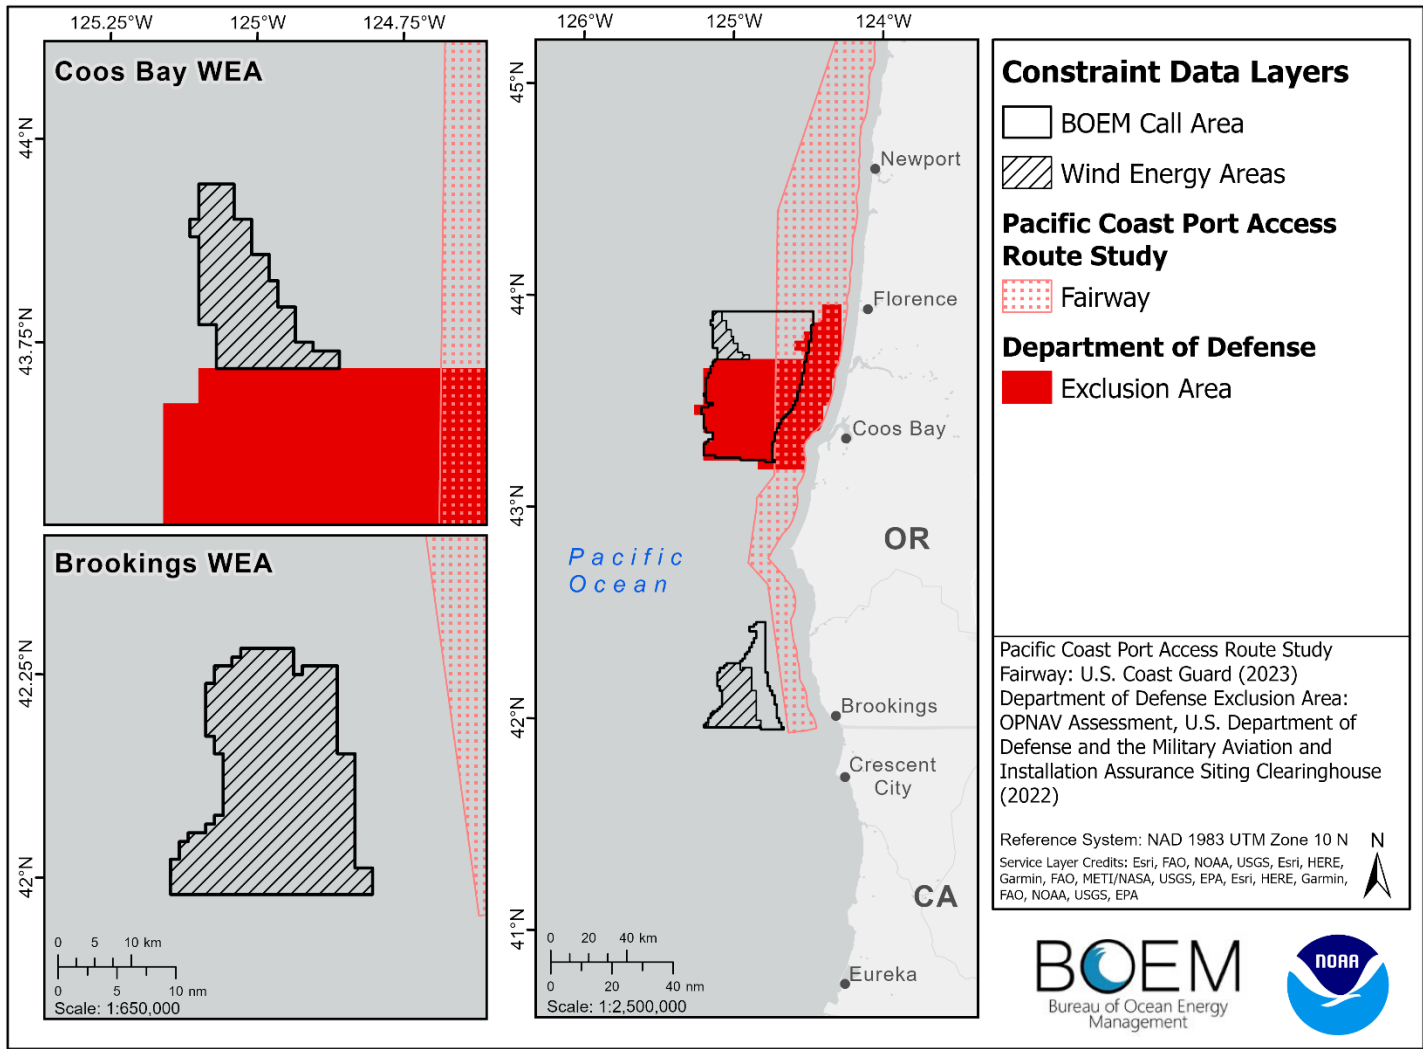 125.25°W
125°W
124.75°W
Coos Bay WEA
44°N
43.75°N
Brookings WEA
42.25°N
42°N
0 5 10 km
0 5 10 nm
Scale: 1:650,000
126°W
125°W
124°W
45°N
44°N
43°N
42°N
41°N
Newport
Florence
Coos Bay
OR
Pacific
Ocean
Brookings
Crescent
City
CA
Eureka
0 20 40 km
0 20 40 nm
Scale: 1:2,500,000
Constraint Data Layers
BOEM Call Area
Wind Energy Areas
Pacific Coast Port Access
Route Study
Fairway
Department of Defense
Exclusion Area
Pacific Coast Port Access Route Study
Fairway: U.S. Coast Guard (2023)
Department of Defense Exclusion Area:
OPNAV Assessment, U.S. Department of
Defense and the Military Aviation and
Installation Assurance Siting Clearinghouse
(2022)
Reference System: NAD 1983 UTM Zone 10 N
N
Service Layer Credits: Esri, FAO, NOAA, USGS, Esri, HERE,
Garmin, FAO, METI/NASA, USGS, EPA, Esri, HERE, Garmin,
FAO, NOAA, USGS, EPA
BOEM
Bureau of Ocean Energy
Management
NOAA